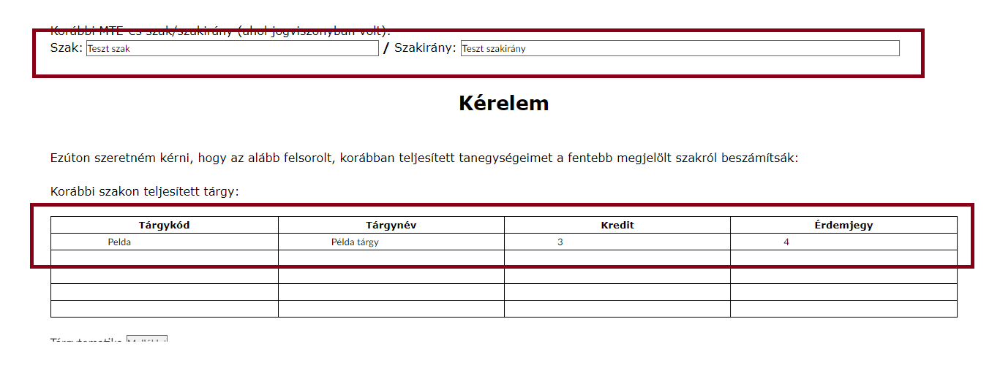 Korábbi MTE-es szak/szakirány (ahol jogviszonyban volt):
Szak: Teszt szak / Szakirány: Teszt szakirány
Kérelem
Ezúton szeretném kérni, hogy az alább felsorolt, korábban teljesített tanegységeimet a fentebb megjelölt szakról beszámítsák:
Korábbi szakon teljesített tárgy:
Tárgykód Tárgynév Kredit Érdemjegy
Pelda Példa tárgy 3 4
Tárgytematika